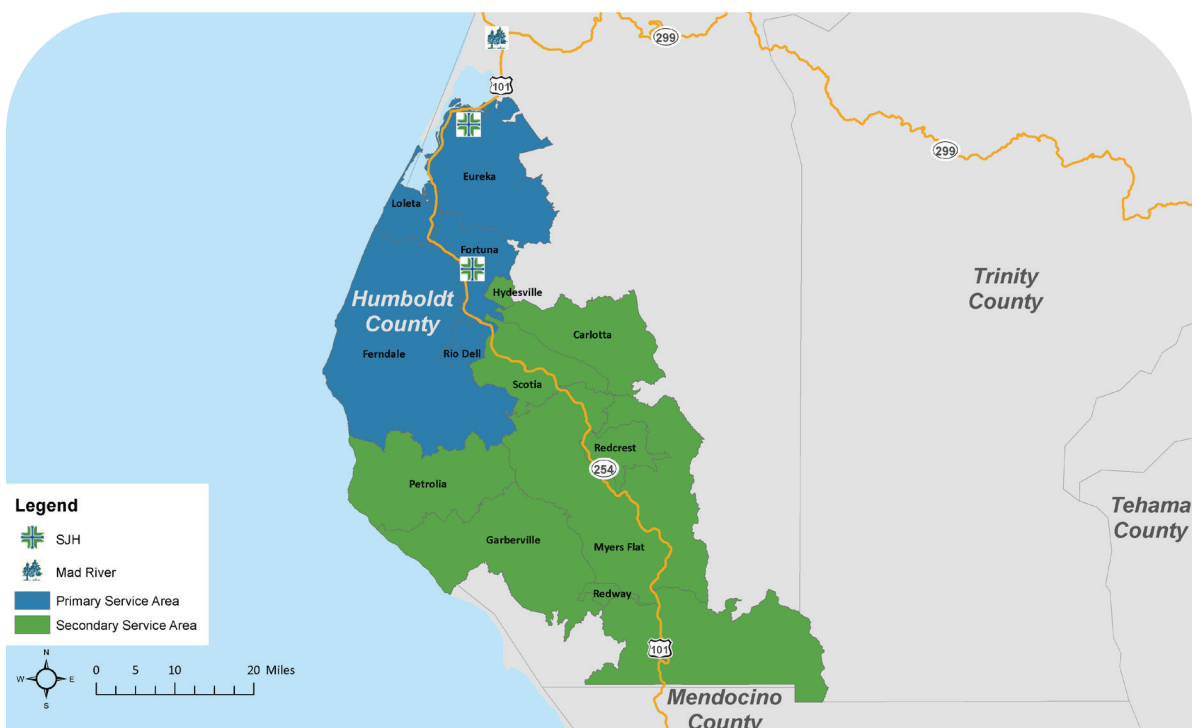 299
101
299
Eureka
Loleta
Fortuna
Hydesville
Humboldt
County
Trinity
County
Carlotta
Ferndale
Rio Dell
Scotia
Redcrest
254
Petrolia
Tehama
County
Garberville
Myers Flat
Redway
101
Mendocino
County
Legend
SJH
Mad River
Primary Service Area
Secondary Service Area
N
W E
S
0 5 10 20 Miles